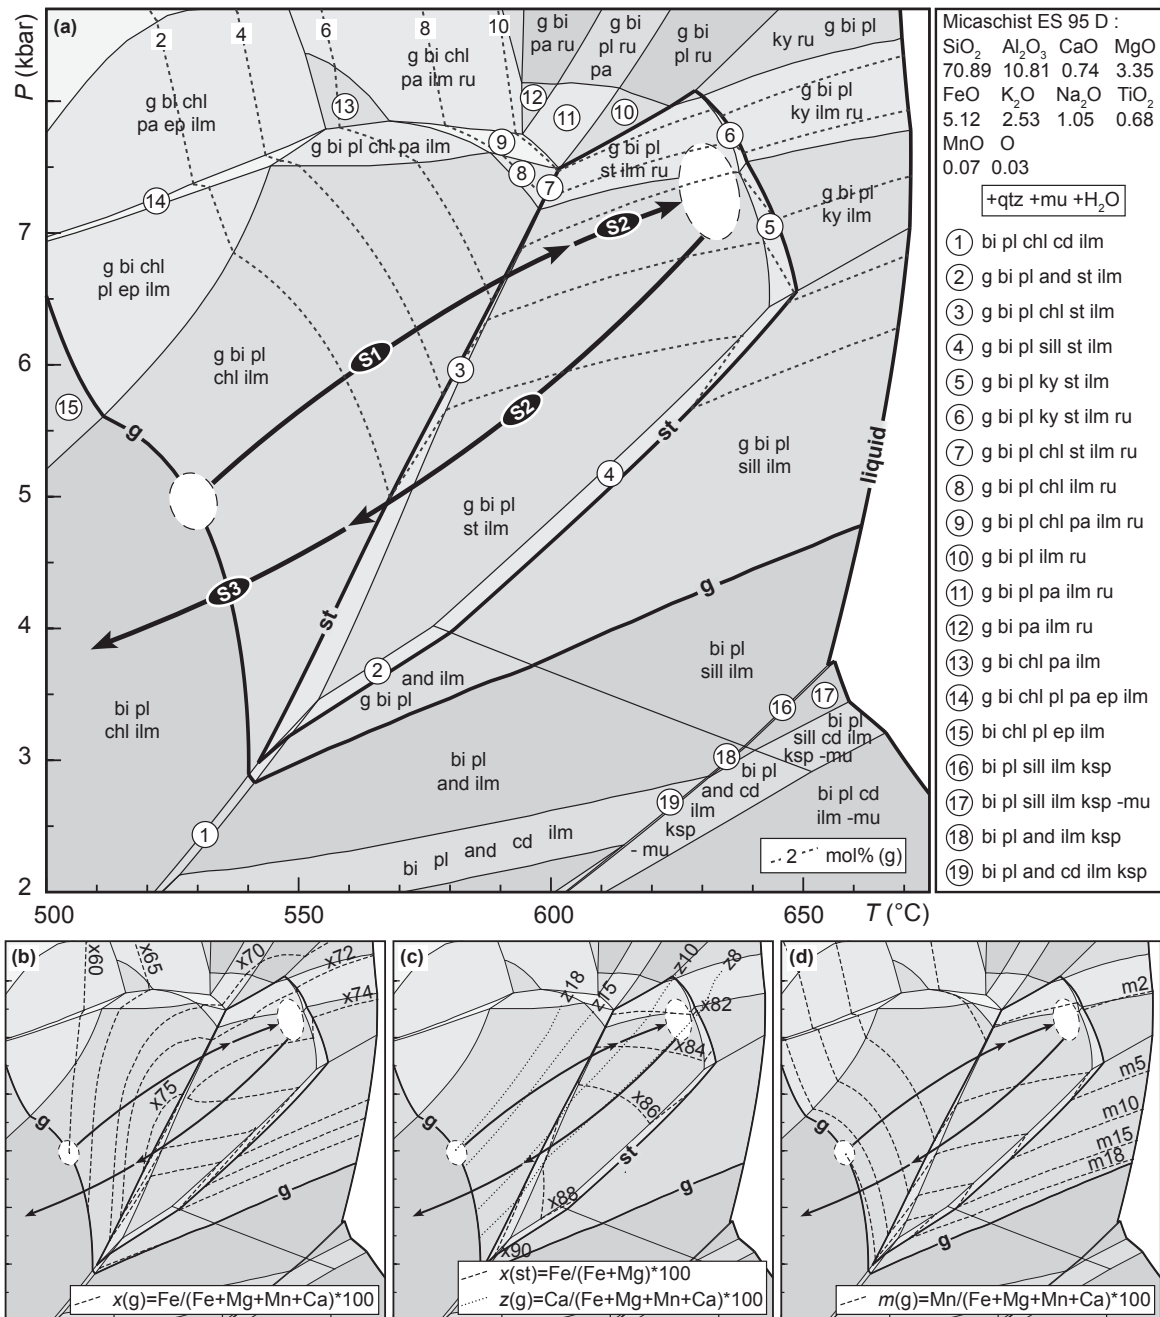 (a)
P (kbar)
7
6
5
4
3
2
500
550
600
650
T (°C)
2
4
6
8
10
g bi chl
pa ep ilm
13
g bi chl
pa ilm ru
g bi
pa ru
g bi
pl ru
pa
g bi
pl ru
ky ru
g bi pl
12
11
10
g bi pl
ky ilm ru
6
g bi pl chl pa ilm
9
8
7
g bi pl
st ilm ru
14
g bi pl
ky ilm
5
S2
g bi chl
pl ep ilm
g bi pl
chl ilm
S1
3
15
g
S2
st
4
g bi pl
sill ilm
liquid
g bi pl
st ilm
S3
st
g
2
and ilm
g bi pl
bi pl
sill ilm
bi pl
chl ilm
16
17
bi pl
sill cd ilm
ksp -mu
18
bi pl
and ilm
bi pl
and cd
ilm
ksp
- mu
19
bi pl cd
ilm -mu
1
bi pl and cd ilm
2 mol% (g)
Micaschist ES 95 D :
SiO2 Al2O3 CaO MgO
70.89 10.81 0.74 3.35
FeO K2O Na2O TiO2
5.12 2.53 1.05 0.68
MnO O
0.07 0.03
+qtz +mu +H2O
1 bi pl chl cd ilm
2 g bi pl and st ilm
3 g bi pl chl st ilm
4 g bi pl sill st ilm
5 g bi pl ky st ilm
6 g bi pl ky st ilm ru
7 g bi pl chl st ilm ru
8 g bi pl chl ilm ru
9 g bi pl chl pa ilm ru
10 g bi pl ilm ru
11 g bi pl pa ilm ru
12 g bi pa ilm ru
13 g bi chl pa ilm
14 g bi chl pl pa ep ilm
15 bi chl pl ep ilm
16 bi pl sill ilm ksp
17 bi pl sill ilm ksp -mu
18 bi pl and ilm ksp
19 bi pl and cd ilm ksp
(b)
x60
x65
x70
x72
x74
x75
g
g
x(g)=Fe/(Fe+Mg+Mn+Ca)*100
(c)
z18
z15
z10
z8
x82
x84
x86
g
st
x88
g
x90
x(st)=Fe/(Fe+Mg)*100
z(g)=Ca/(Fe+Mg+Mn+Ca)*100
(d)
m2
m5
m10
m15
m18
g
g
m(g)=Mn/(Fe+Mg+Mn+Ca)*100